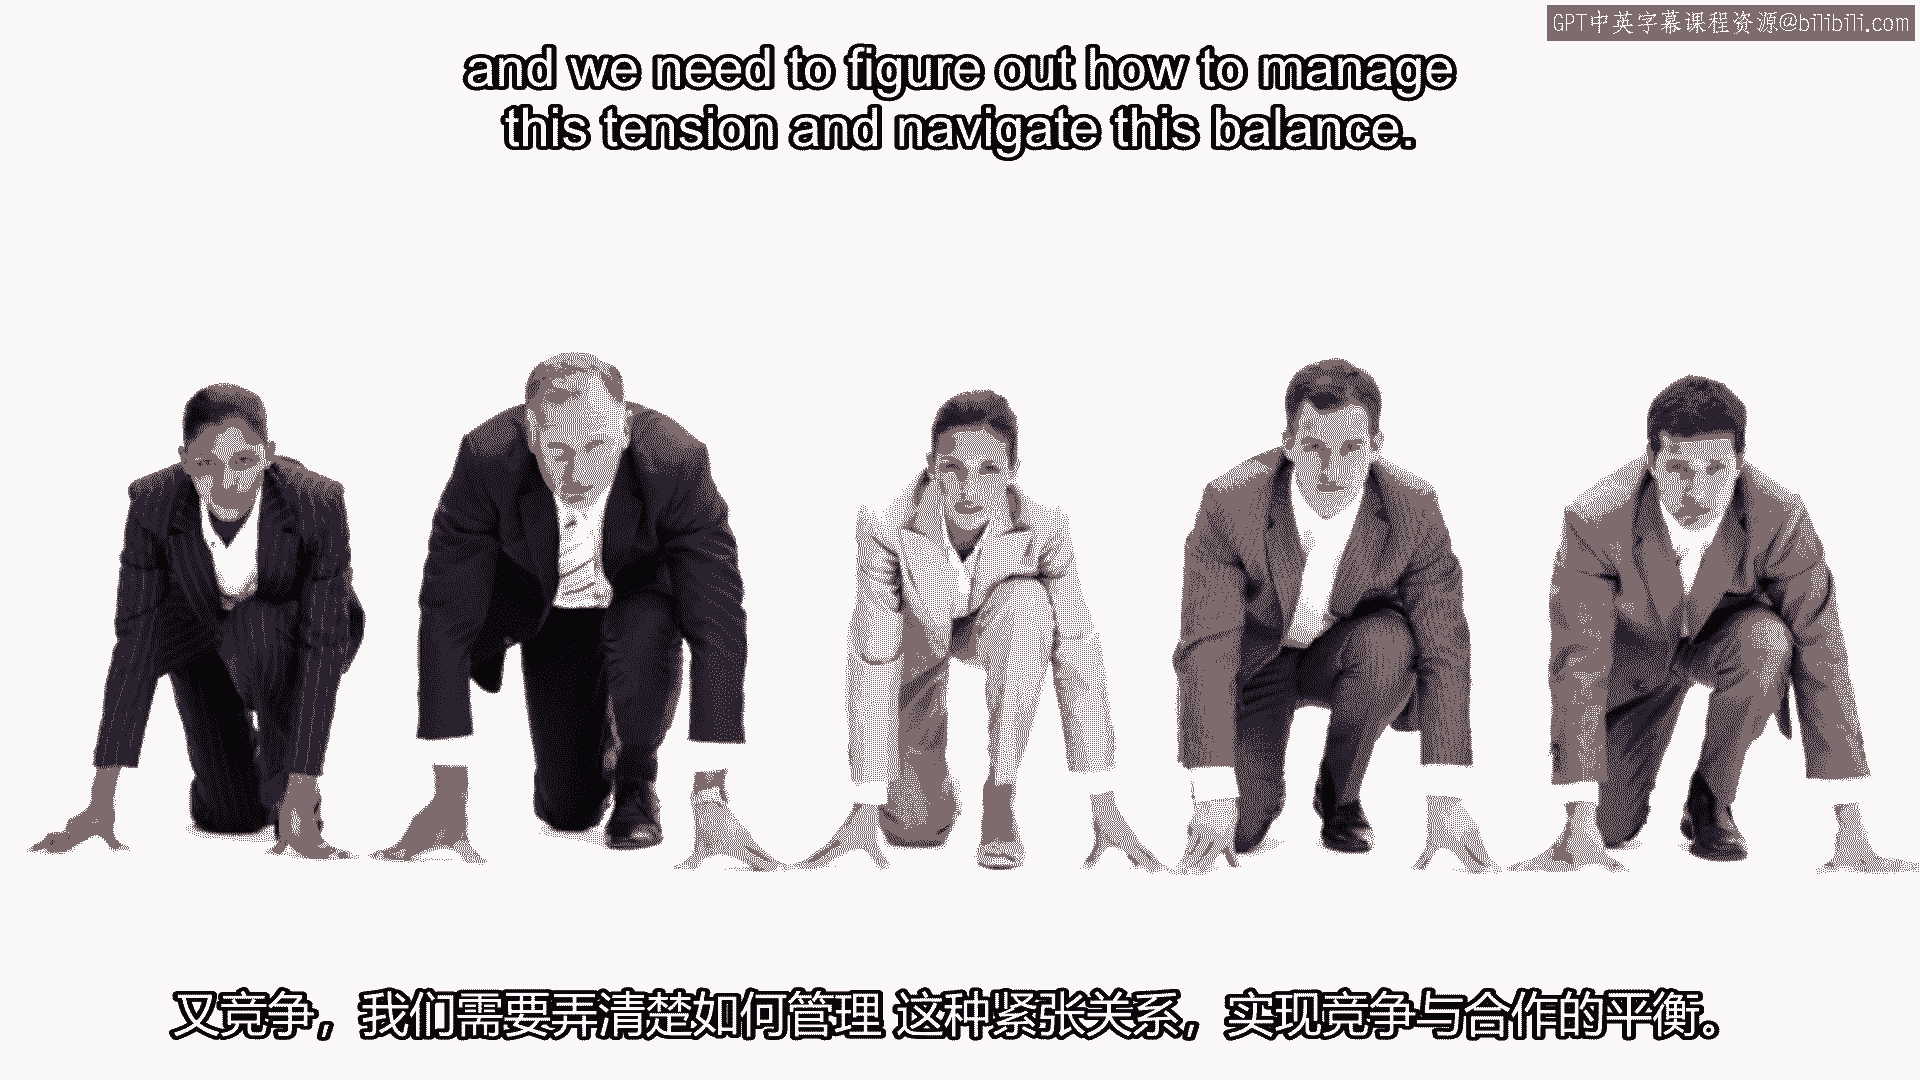 GPT中英字幕课程资源@bilibili.com
and we need to figure out how to manage
this tension and navigate this balance.
又竞争，我们需要弄清楚如何管理 这种紧张关系，实现竞争与合作的平衡。